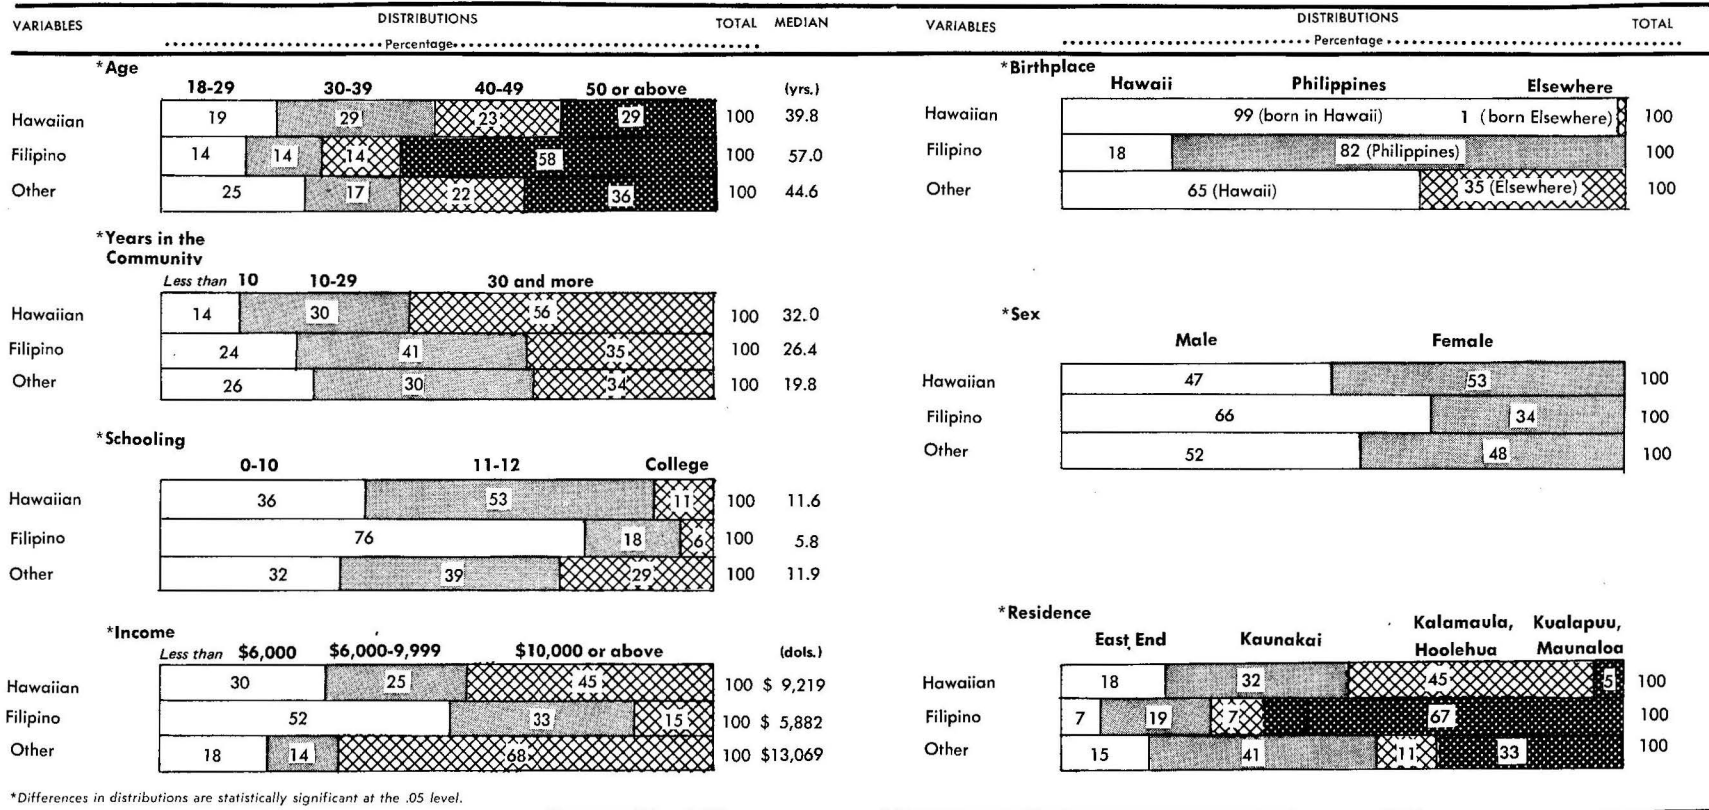 VARIABLES DISTRIBUTIONS TOTAL MEDIAN
Percentage
*Age
18-29 30-39 40-49 50 or above (yrs.)
Hawaiian 19 29 23 29 100 39.8
Filipino 14 14 14 58 100 57.0
Other 25 17 22 36 100 44.6
*Years in the
Community
Less than 10 10-29 30 and more
Hawaiian 14 30 56 100 32.0
Filipino 24 41 35 100 26.4
Other 26 30 34 100 19.8
*Schooling
0-10 11-12 College
Hawaiian 36 53 11 100 11.6
Filipino 76 18 6 100 5.8
Other 32 39 29 100 11.9
*Income
Less than $6,000 $6,000-9,999 $10,000 or above (dols.)
Hawaiian 30 25 45 100 $ 9,219
Filipino 52 33 15 100 $ 5,882
Other 18 14 68 100 $13,069
*Differences in distributions are statistically significant at the .05 level.
VARIABLES DISTRIBUTIONS TOTAL
Percentage
*Birthplace
Hawaii Philippines Elsewhere
Hawaiian 99 (born in Hawaii) 1 (born Elsewhere) 100
Filipino 18 82 (Philippines) 100
Other 65 (Hawaii) 35 (Elsewhere) 100
*Sex
Male Female
Hawaiian 47 53 100
Filipino 66 34 100
Other 52 48 100
*Residence
Kalamaula, Kualapuu,
East End Kaunakai Hoolehua Maunaloa
Hawaiian 18 32 45 5 100
Filipino 7 19 7 67 100
Other 15 41 11 33 100